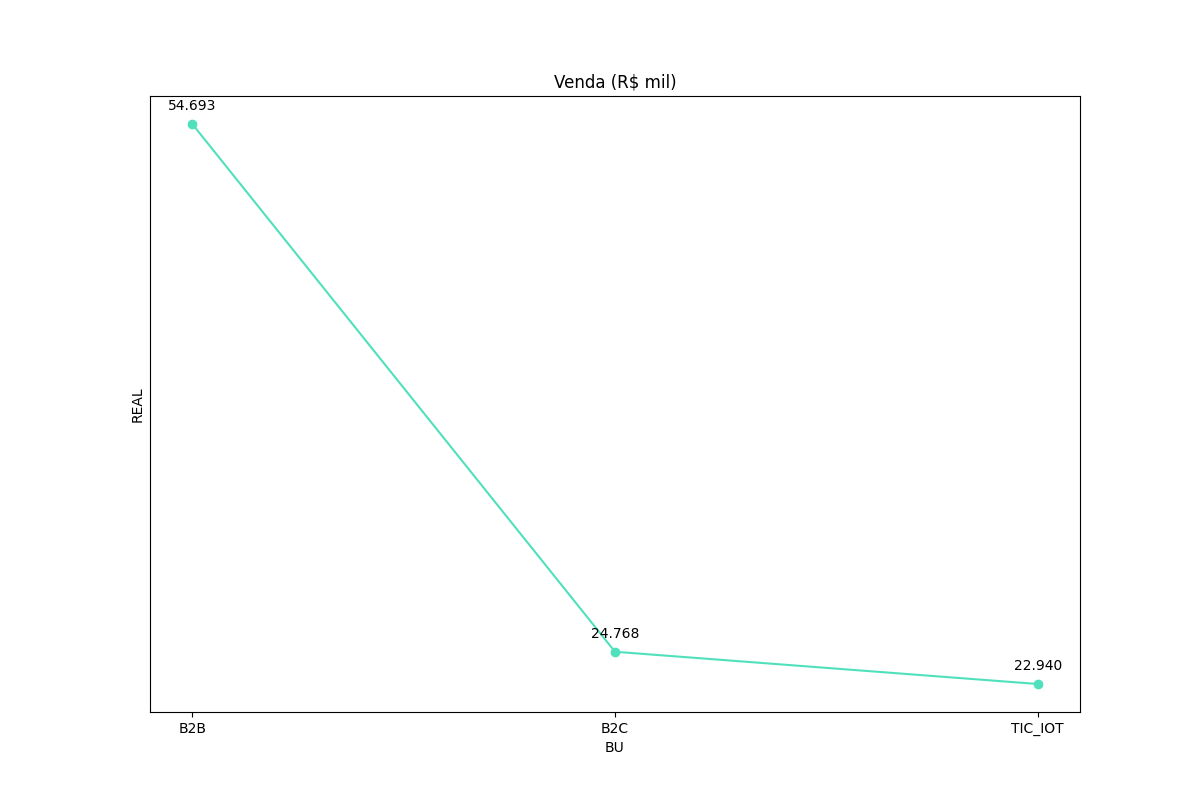 Venda (R$ mil)
54.693
24.768
22.940
REAL
B2B
B2C
TIC_IOT
BU